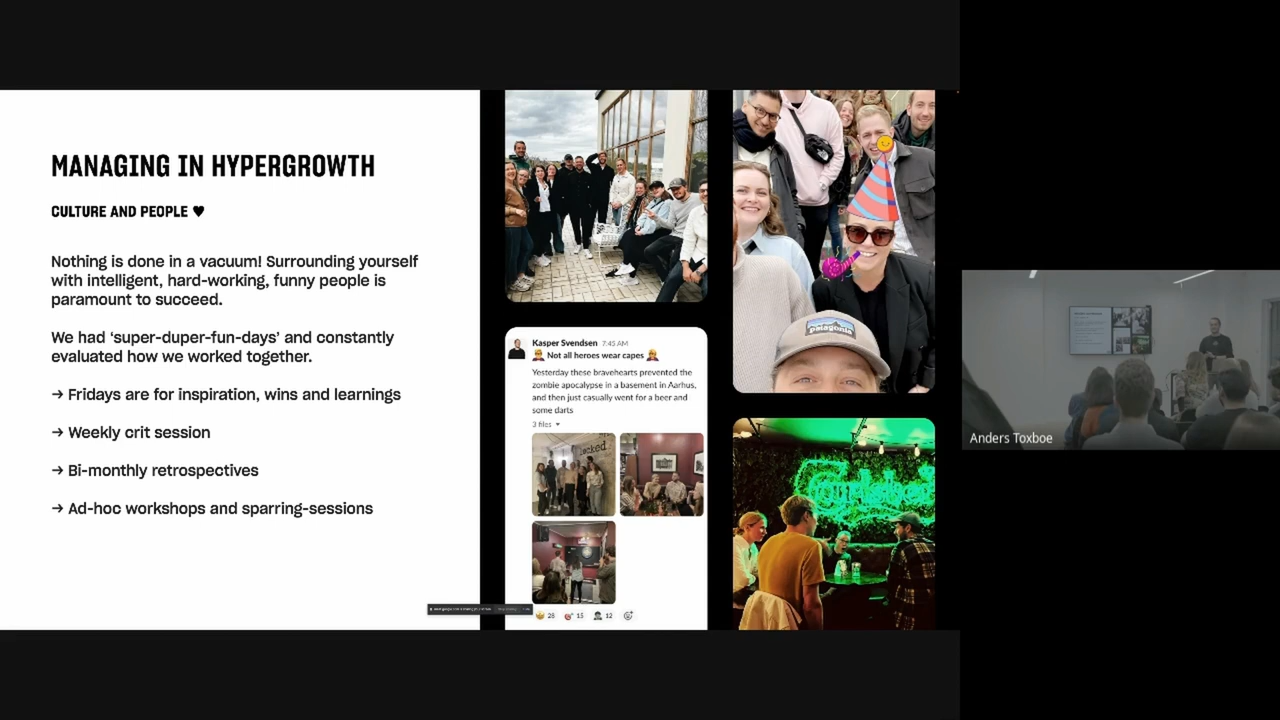 MANAGING IN HYPERGROWTH
CULTURE AND PEOPLE ♥
Nothing is done in a vacuum! Surrounding yourself
with intelligent, hard-working, funny people is
paramount to succeed.
We had ‘super-duper-fun-days’ and constantly
evaluated how we worked together.
→ Fridays are for inspiration, wins and learnings
→ Weekly crit session
→ Bi-monthly retrospectives
→ Ad-hoc workshops and sparring-sessions
Kasper Svendsen 7:45 AM
Not all heroes wear capes
Yesterday these bravehearts prevented the
zombie apocalypse in a basement in Aarhus,
and then just casually went for a beer and
some darts
3 files
locked
28 15 12
patagonia
Carlsberg
Anders Toxboe